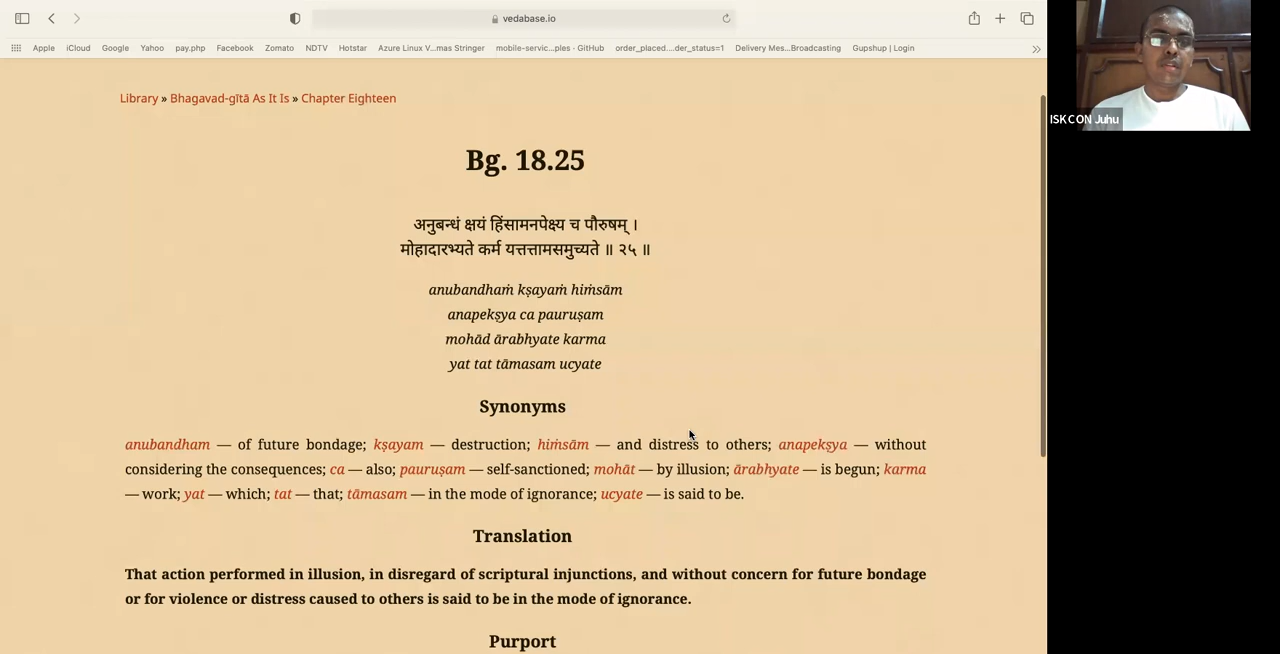 vedabase.io
Apple iCloud Google Yahoo pay.php Facebook Zomato NDTV Hotstar Azure Linux V...mas Stringer mobile-servic...ples · GitHub order_placed....der_status=1 Delivery Mes...Broadcasting Gupshup | Login
Library » Bhagavad-gītā As It Is » Chapter Eighteen
ISKCON Juhu
Bg. 18.25
अनुबन्धं क्षयं हिंसामनपेक्ष्य च पौरुषम् ।
मोहादारभ्यते कर्म यत्तत्तामसमुच्यते ॥ २५ ॥
anubandhaṁ kṣayaṁ hiṁsām
anapekṣya ca pauruṣam
mohād ārabhyate karma
yat tat tāmasam ucyate
Synonyms
anubandham — of future bondage; kṣayam — destruction; hiṁsām — and distress to others; anapekṣya — without
considering the consequences; ca — also; pauruṣam — self-sanctioned; mohāt — by illusion; ārabhyate — is begun; karma
— work; yat — which; tat — that; tāmasam — in the mode of ignorance; ucyate — is said to be.
Translation
That action performed in illusion, in disregard of scriptural injunctions, and without concern for future bondage
or for violence or distress caused to others is said to be in the mode of ignorance.
Purport